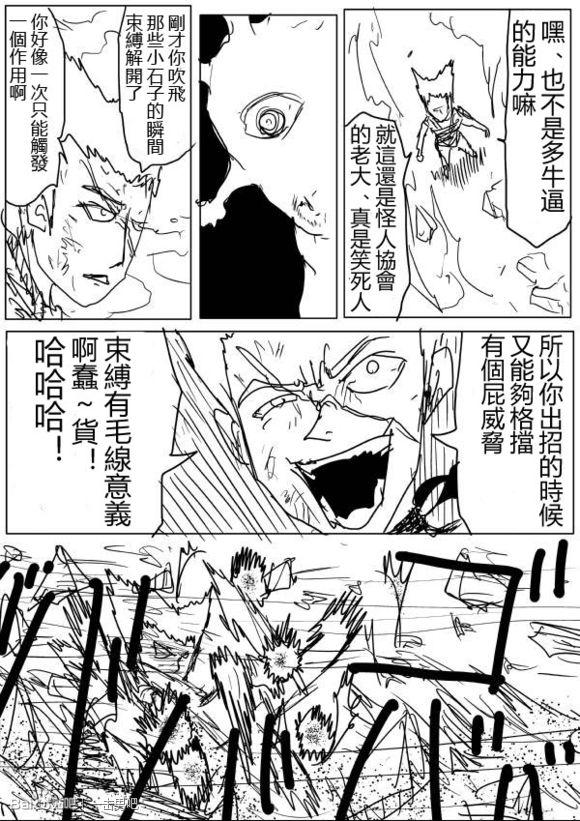 嘿、也不是多牛逼
的能力嘛
就這還是怪人協會
的老大、真是笑死人
剛才你吹飛
那些小石子的瞬間
束縛解開了
你好像一次只能觸發
一個作用啊
所以你出招的時候
又能夠格擋
有個屁威脅
束縛有毛線意義
啊蠢~貨！
哈哈哈！